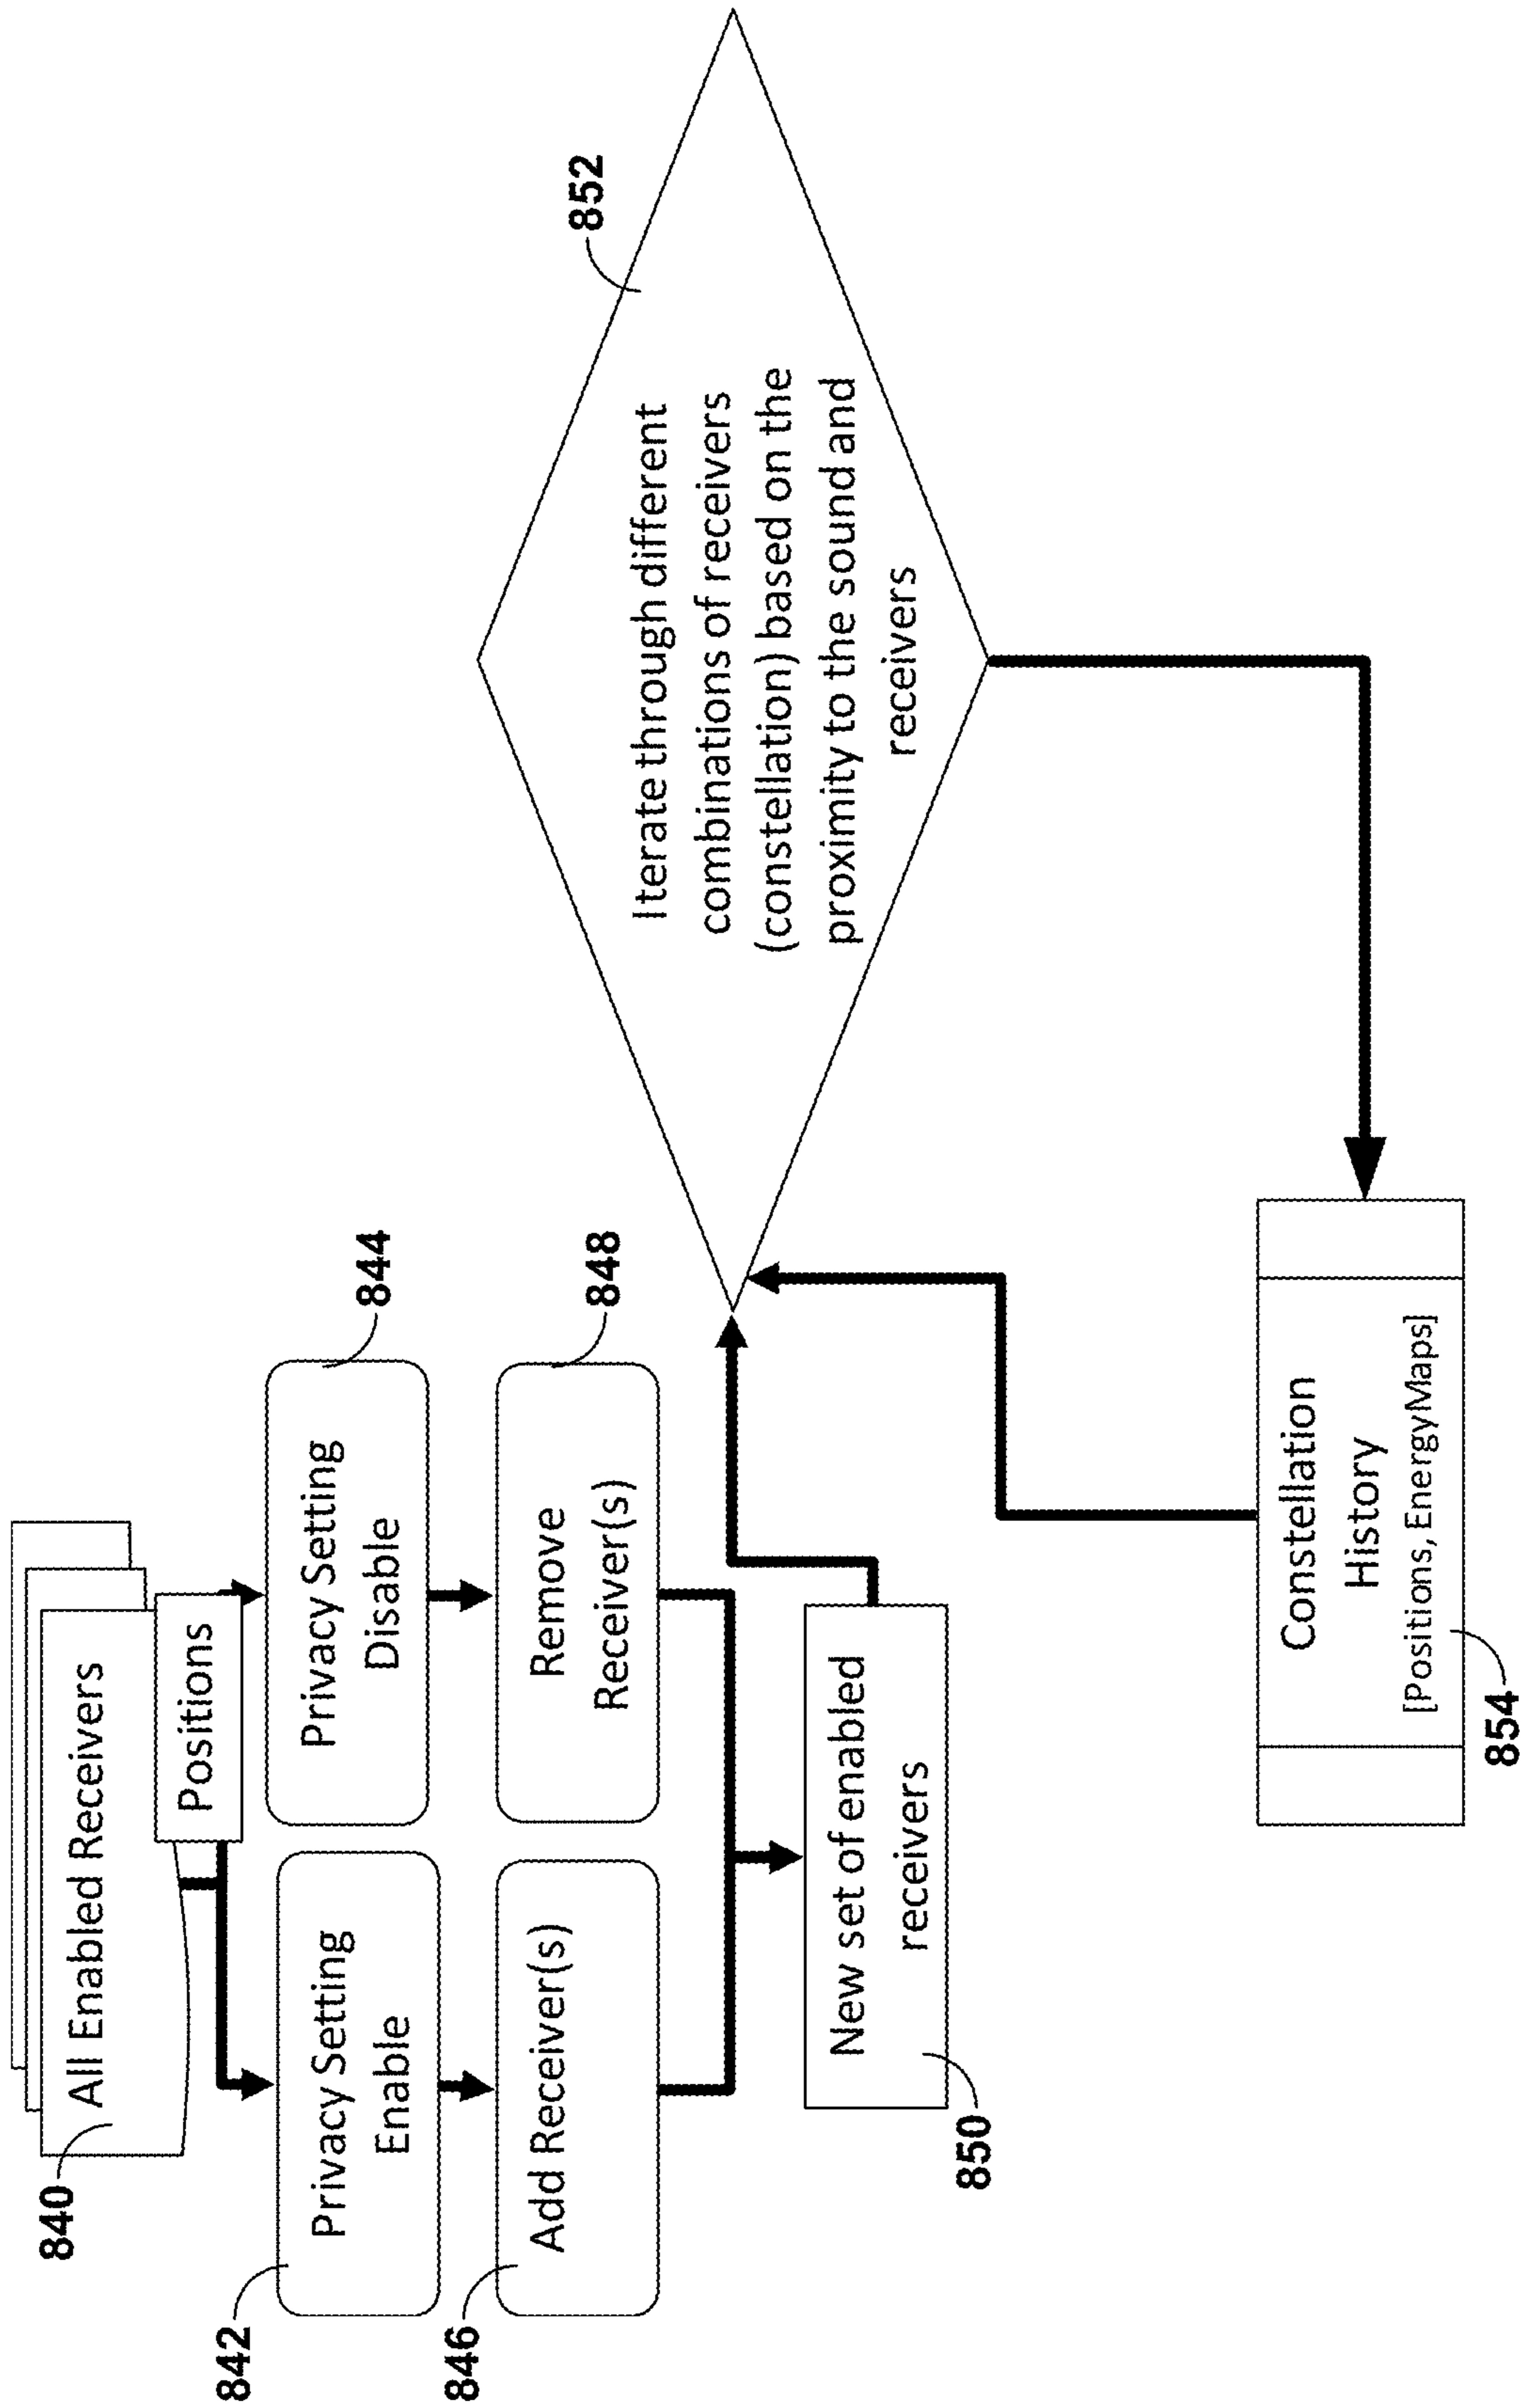 840
All Enabled Receivers
Positions
842
Privacy Setting
Enable
844
Privacy Setting
Disable
846
Add Receiver(s)
848
Remove
Receiver(s)
850
New set of enabled
receivers
852
Iterate through different
combinations of receivers
(constellation) based on the
proximity to the sound and
receivers
854
Constellation
History
[Positions, EnergyMaps]